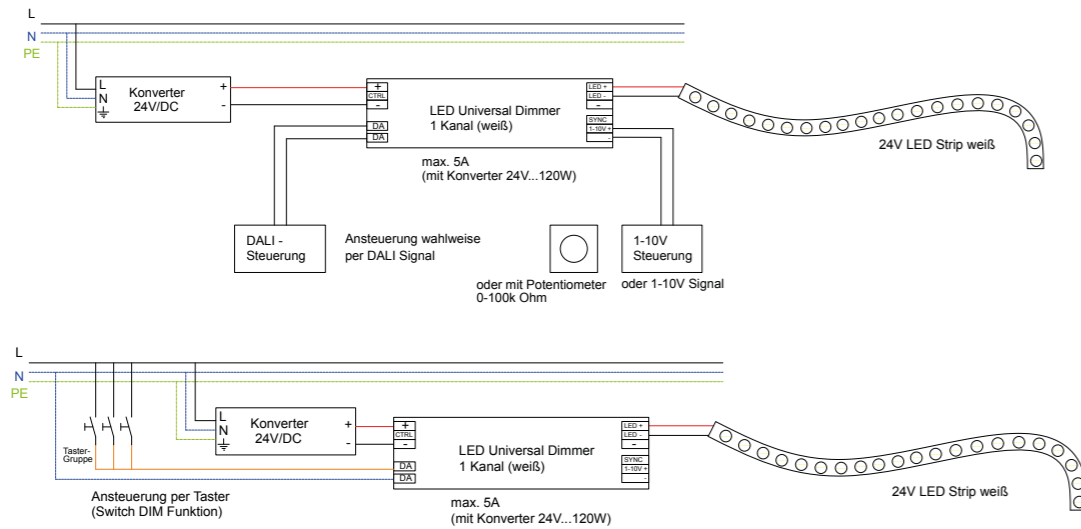 L
N
PE
L
N
Konverter
24V/DC
+
-
+
CTRL
-
DA
DA
LED Universal Dimmer
1 Kanal (weiß)
LED +
LED -
-
SYNC
1-10V +
-
max. 5A
(mit Konverter 24V...120W)
24V LED Strip weiß
DALI -
Steuerung
Ansteuerung wahlweise
per DALI Signal
oder mit Potentiometer
0-100k Ohm
1-10V
Steuerung
oder 1-10V Signal
L
N
PE
Taster-
Gruppe
L
N
Konverter
24V/DC
+
-
+
CTRL
-
DA
DA
LED Universal Dimmer
1 Kanal (weiß)
LED +
LED -
-
SYNC
1-10V +
-
max. 5A
(mit Konverter 24V...120W)
24V LED Strip weiß
Ansteuerung per Taster
(Switch DIM Funktion)